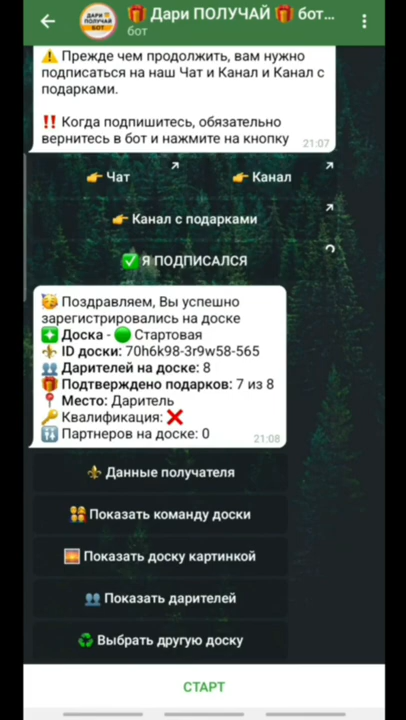 ДАРИ
ПОЛУЧАЙ
БОТ
🎁 Дари ПОЛУЧАЙ 🎁 бот...
бот
⚠️ Прежде чем продолжить, вам нужно
подписаться на наш Чат и Канал и Канал с
подарками.
‼️ Когда подпишитесь, обязательно
вернитесь в бот и нажмите на кнопку 21:07
👉 Чат
👉 Канал
👉 Канал с подарками
✅ Я ПОДПИСАЛСЯ
🥳 Поздравляем, Вы успешно
зарегистрировались на доске
✳️ Доска - 🟢 Стартовая
⚜️ ID доски: 70h6k98-3r9w58-565
👥 Дарителей на доске: 8
🎁 Подтверждено подарков: 7 из 8
📍 Место: Даритель
🔑 Квалификация: ❌
🔢 Партнеров на доске: 0 21:08
⚜️ Данные получателя
👯 Показать команду доски
🌅 Показать доску картинкой
👥 Показать дарителей
♻️ Выбрать другую доску
СТАРТ